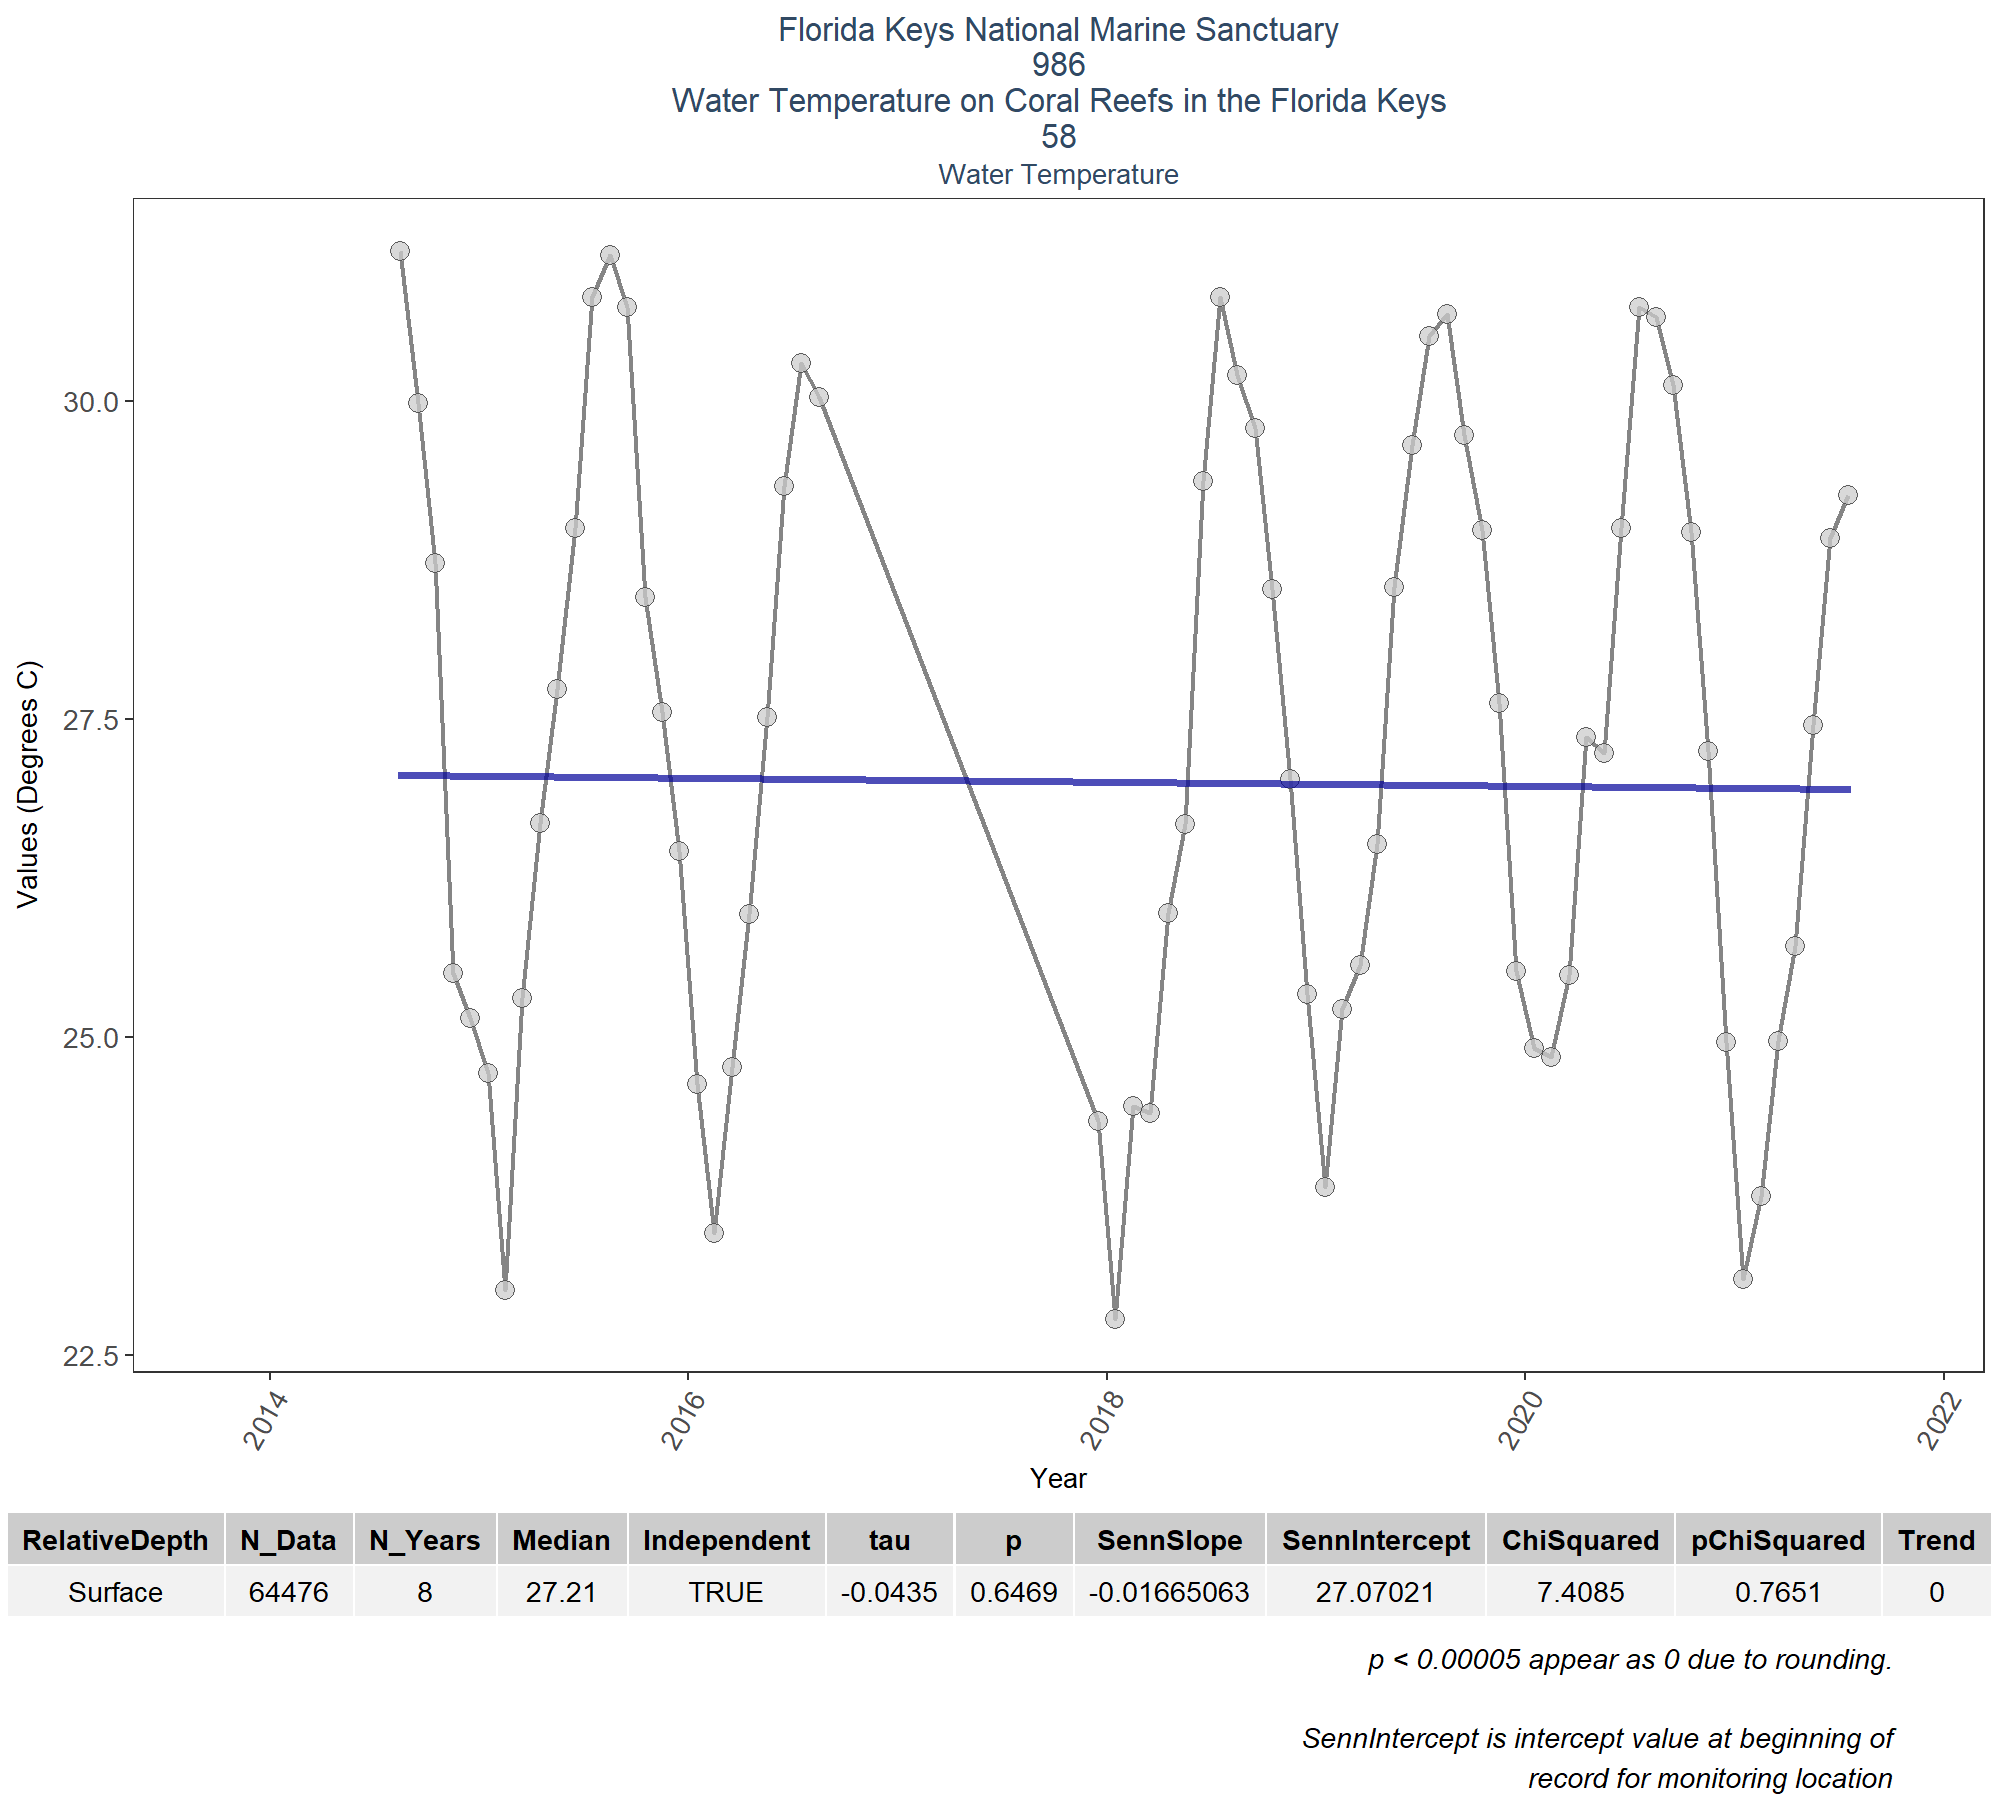 Florida Keys National Marine Sanctuary
986
Water Temperature on Coral Reefs in the Florida Keys
58
Water Temperature
30.0
27.5
25.0
22.5
Values (Degrees C)
2014
2016
2018
2020
2022
Year
RelativeDepth N_Data N_Years Median Independent tau p SennSlope SennIntercept ChiSquared pChiSquared Trend
Surface 64476 8 27.21 TRUE -0.0435 0.6469 -0.01665063 27.07021 7.4085 0.7651 0
p < 0.00005 appear as 0 due to rounding.
SennIntercept is intercept value at beginning of
record for monitoring location